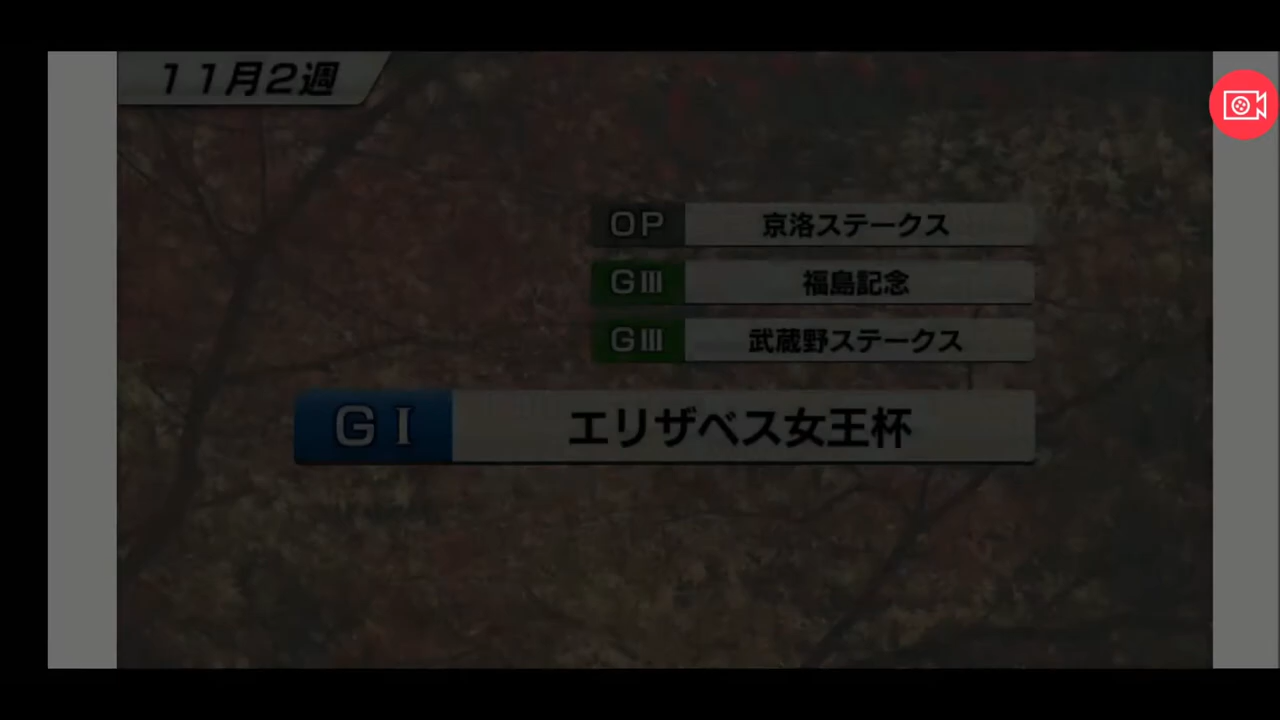 11月2週
OP 京洛ステークス
GIII 福島記念
GIII 武蔵野ステークス
GI エリザベス女王杯